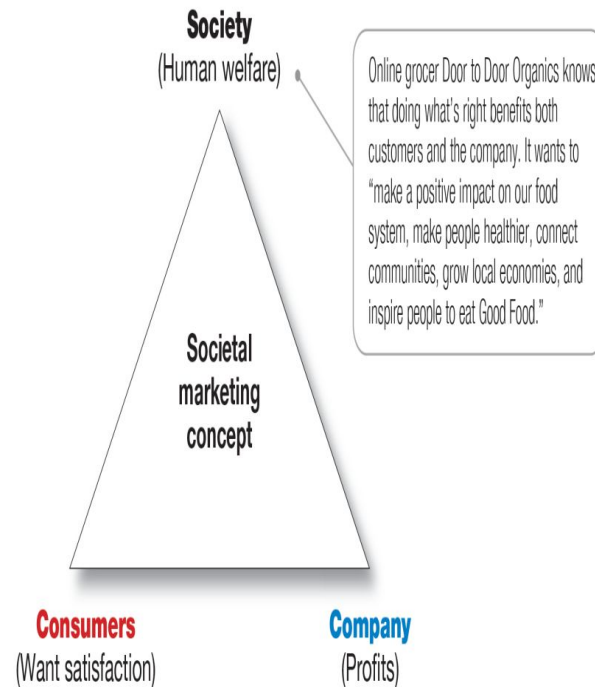 Society
(Human welfare)
Online grocer Door to Door Organics knows
that doing what's right benefits both
customers and the company. It wants to
“make a positive impact on our food
system, make people healthier, connect
communities, grow local economies, and
inspire people to eat Good Food.”
Societal
marketing
concept
Consumers
(Want satisfaction)
Company
(Profits)